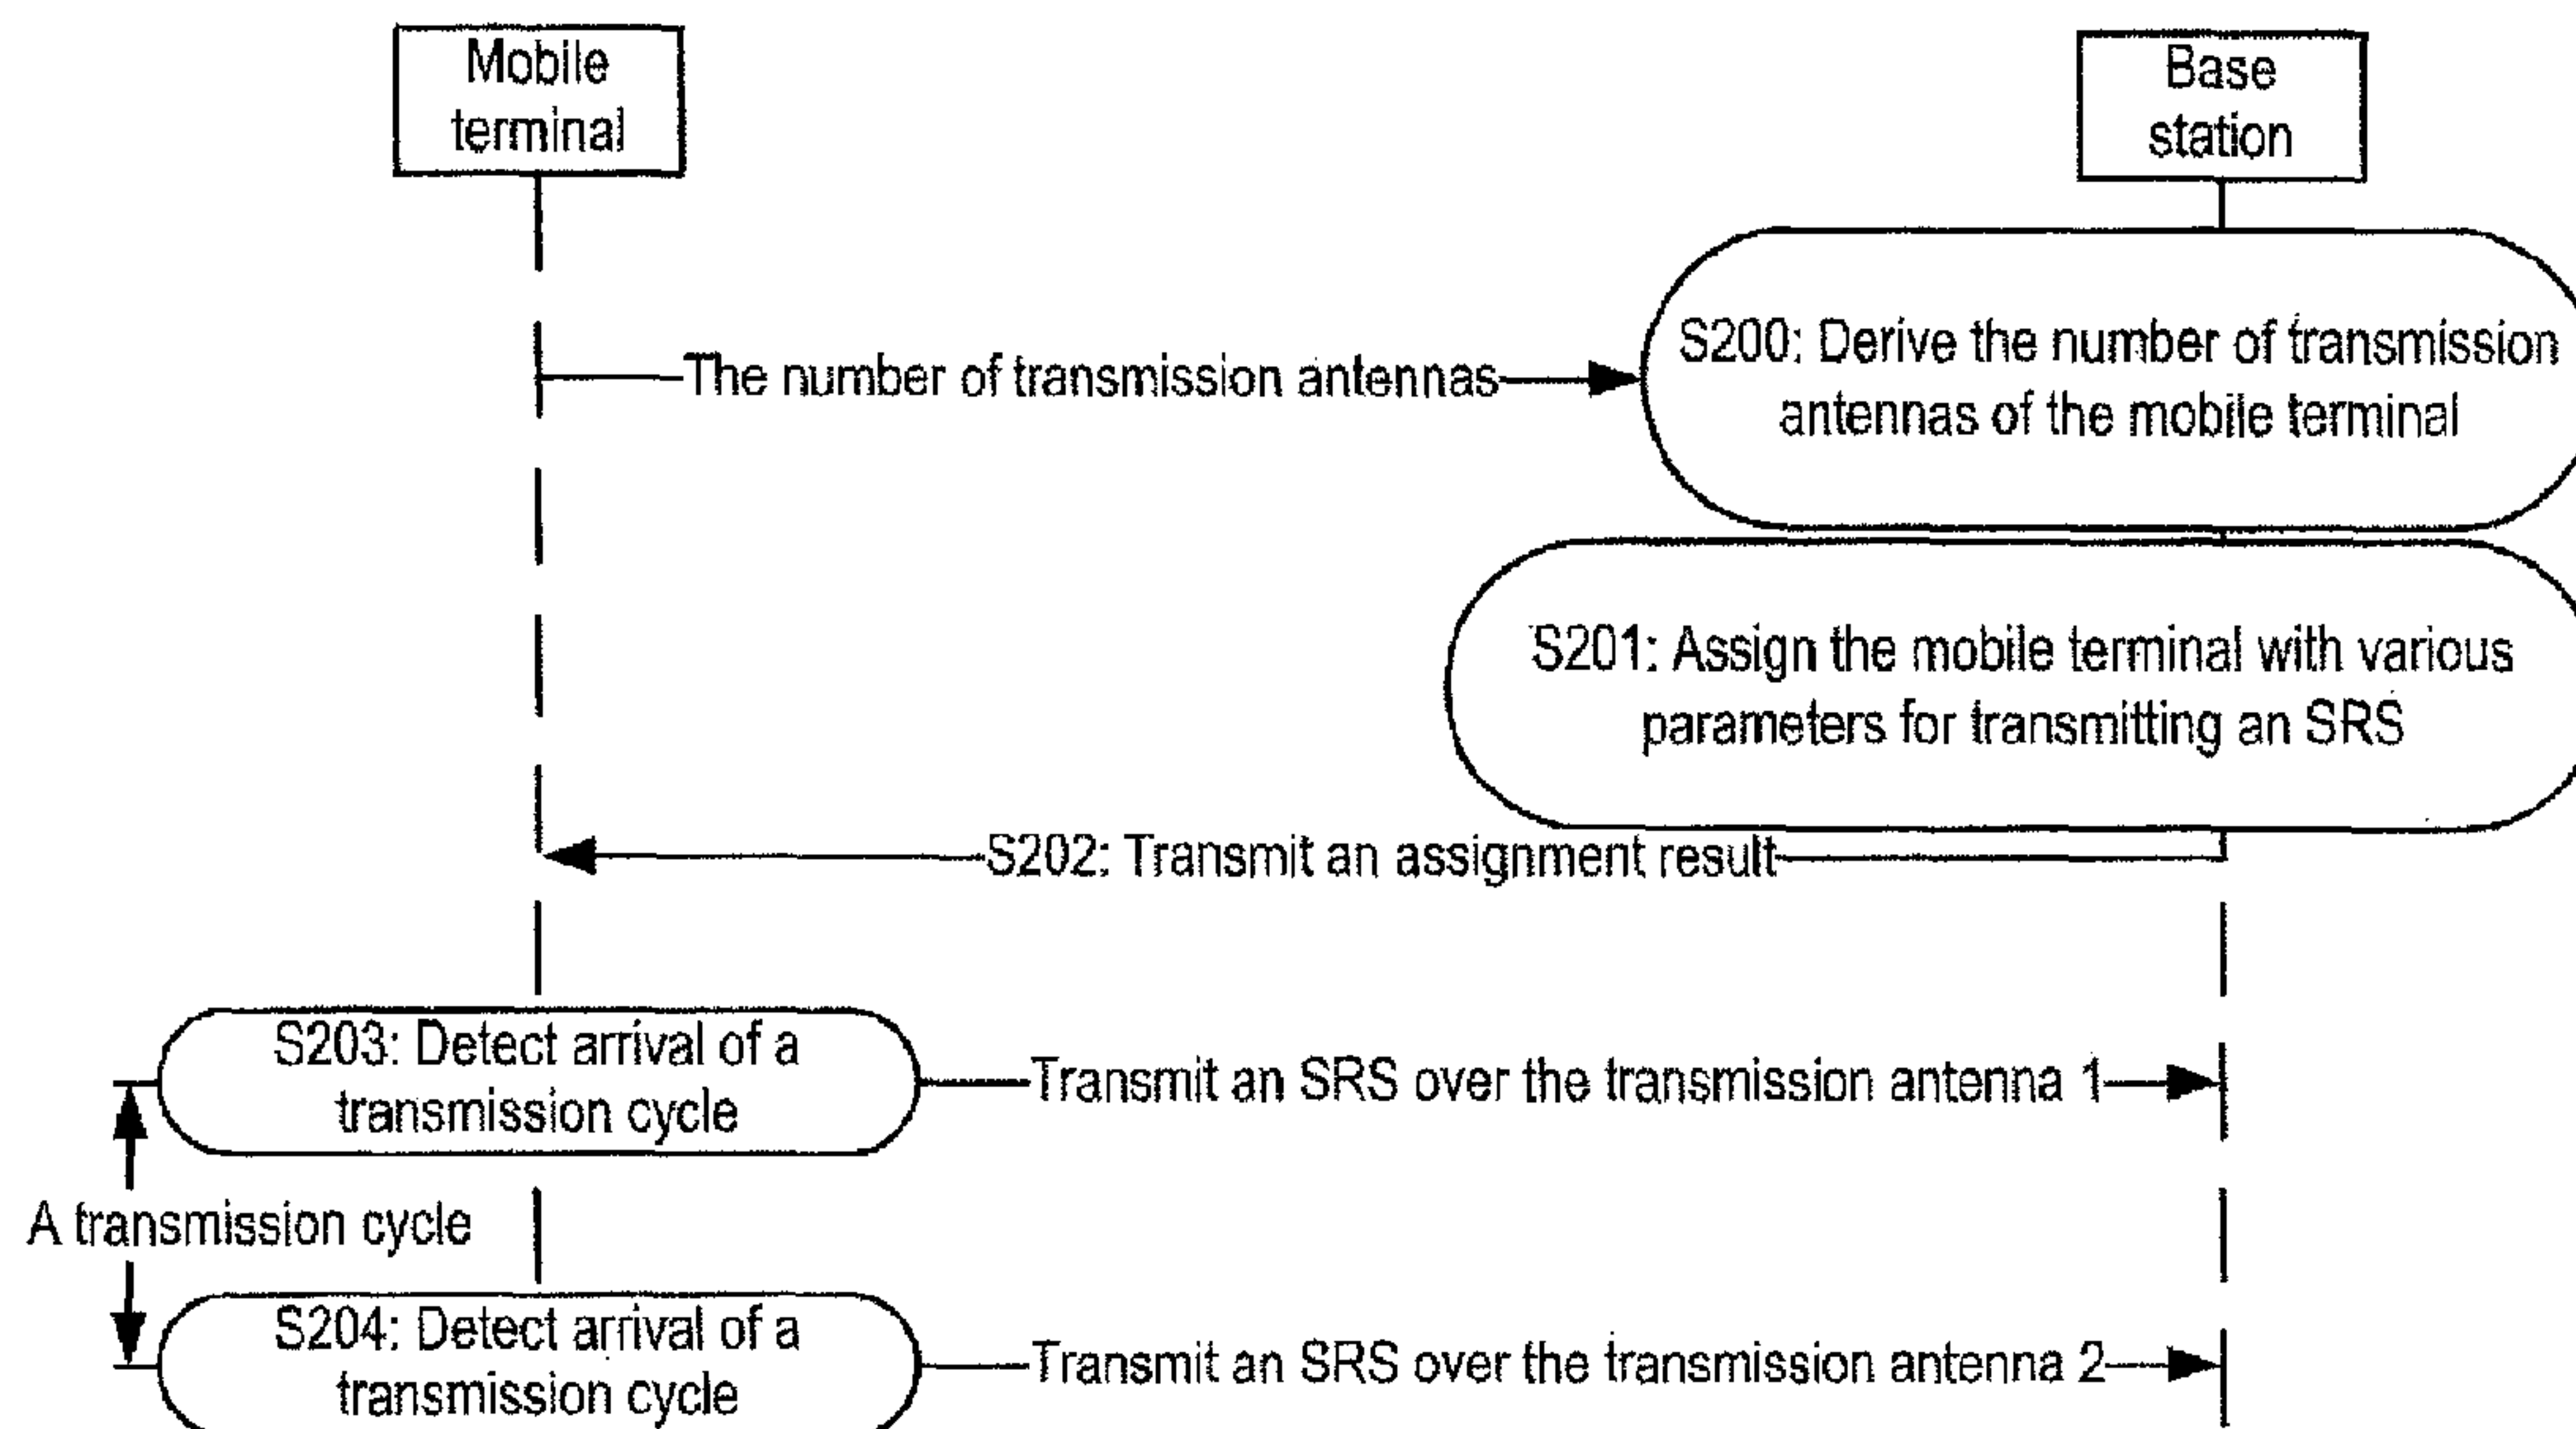 Mobile
terminal
Base
station
The number of transmission antennas
S200: Derive the number of transmission
antennas of the mobile terminal
S201: Assign the mobile terminal with various
parameters for transmitting an SRS
S202: Transmit an assignment result
S203: Detect arrival of a
transmission cycle
Transmit an SRS over the transmission antenna 1
A transmission cycle
S204: Detect arrival of a
transmission cycle
Transmit an SRS over the transmission antenna 2